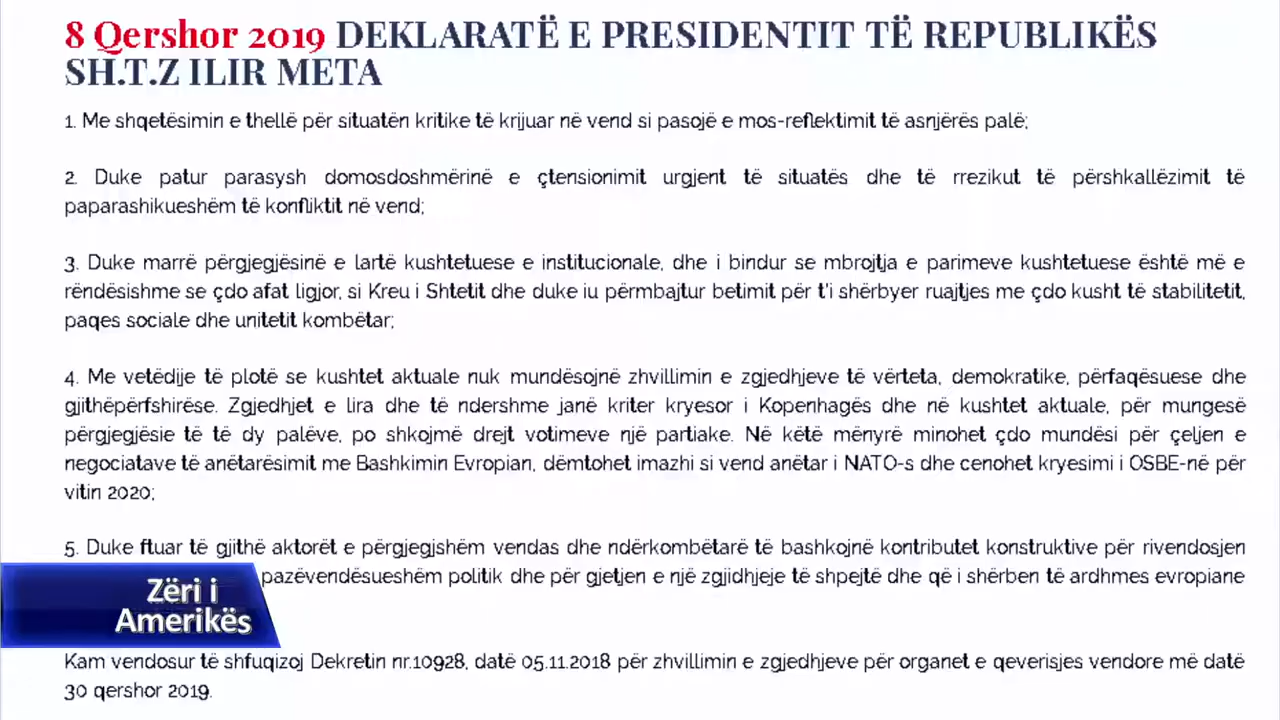 8 Qershor 2019 DEKLARATË E PRESIDENTIT TË REPUBLIKËS
SH.T.Z ILIR META
1. Me shqetësimin e thellë për situatën kritike të krijuar në vend si pasojë e mos-reflektimit të asnjërës palë;
2. Duke patur parasysh domosdoshmërinë e çtensionimit urgjent të situatës dhe të rrezikut të përshkallëzimit të
paparashikueshëm të konfliktit në vend;
3. Duke marrë përgjegjësinë e lartë kushtetuese e institucionale, dhe i bindur se mbrojtja e parimeve kushtetuese është më e
rëndësishme se çdo afat ligjor, si Kreu i Shtetit dhe duke iu përmbajtur betimit për t'i shërbyer ruajtjes me çdo kusht të stabilitetit,
paqes sociale dhe unitetit kombëtar;
4. Me vetëdije të plotë se kushtet aktuale nuk mundësojnë zhvillimin e zgjedhjeve të vërteta, demokratike, përfaqësuese dhe
gjithëpërfshirëse. Zgjedhjet e lira dhe të ndershme janë kriter kryesor i Kopenhagës dhe në kushtet aktuale, për mungesë
përgjegjësie të të dy palëve, po shkojmë drejt votimeve një partiake. Në këtë mënyrë minohet çdo mundësi për çeljen e
negociatave të anëtarësimit me Bashkimin Evropian, dëmtohet imazhi si vend anëtar i NATO-s dhe cenohet kryesimi i OSBE-në për
vitin 2020;
5. Duke ftuar të gjithë aktorët e përgjegjshëm vendas dhe ndërkombëtarë të bashkojnë kontributet konstruktive për rivendosjen
pazëvendësueshëm politik dhe për gjetjen e një zgjidhjeje të shpejtë dhe që i shërben të ardhmes evropiane
Zëri i
Amerikës
Kam vendosur të shfuqizoj Dekretin nr.10928, datë 05.11.2018 për zhvillimin e zgjedhjeve për organet e qeverisjes vendore më datë
30 qershor 2019.